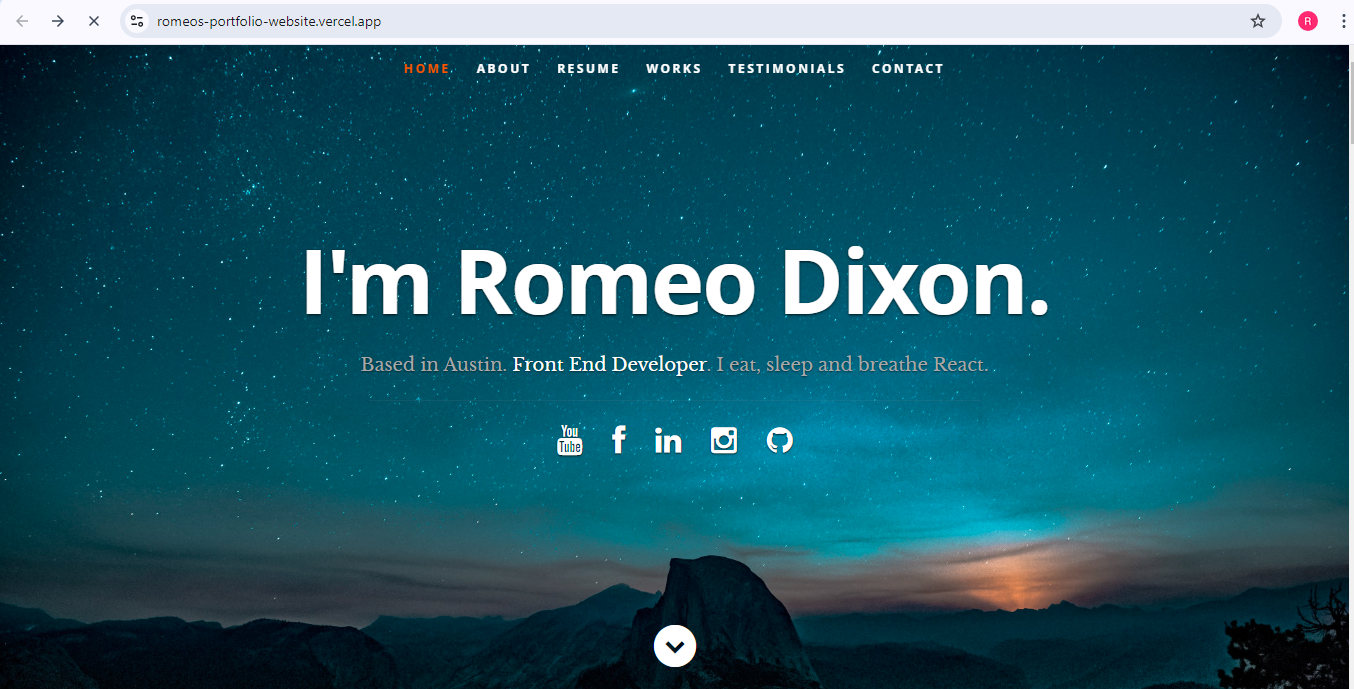 romeos-portfolio-website.vercel.app
R
HOME ABOUT RESUME WORKS TESTIMONIALS CONTACT
I'm Romeo Dixon.
Based in Austin. Front End Developer. I eat, sleep and breathe React. .
You
Tube
f
in